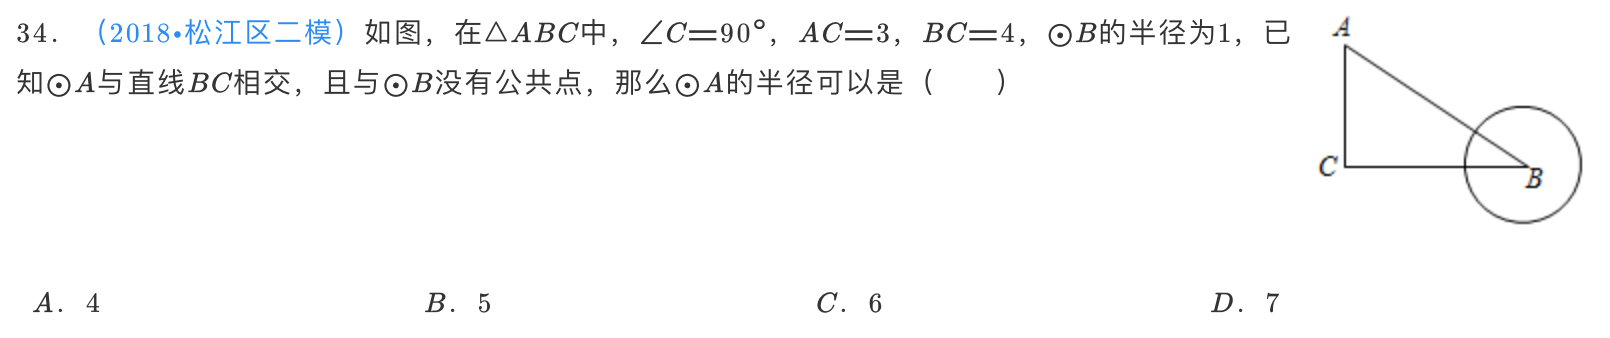 34. （2018•松江区二模）如图，在△ABC中，∠C=90°，AC=3，BC=4，⊙B的半径为1，已
知⊙A与直线BC相交，且与⊙B没有公共点，那么⊙A的半径可以是（　　）
A
C
B
A. 4
B. 5
C. 6
D. 7